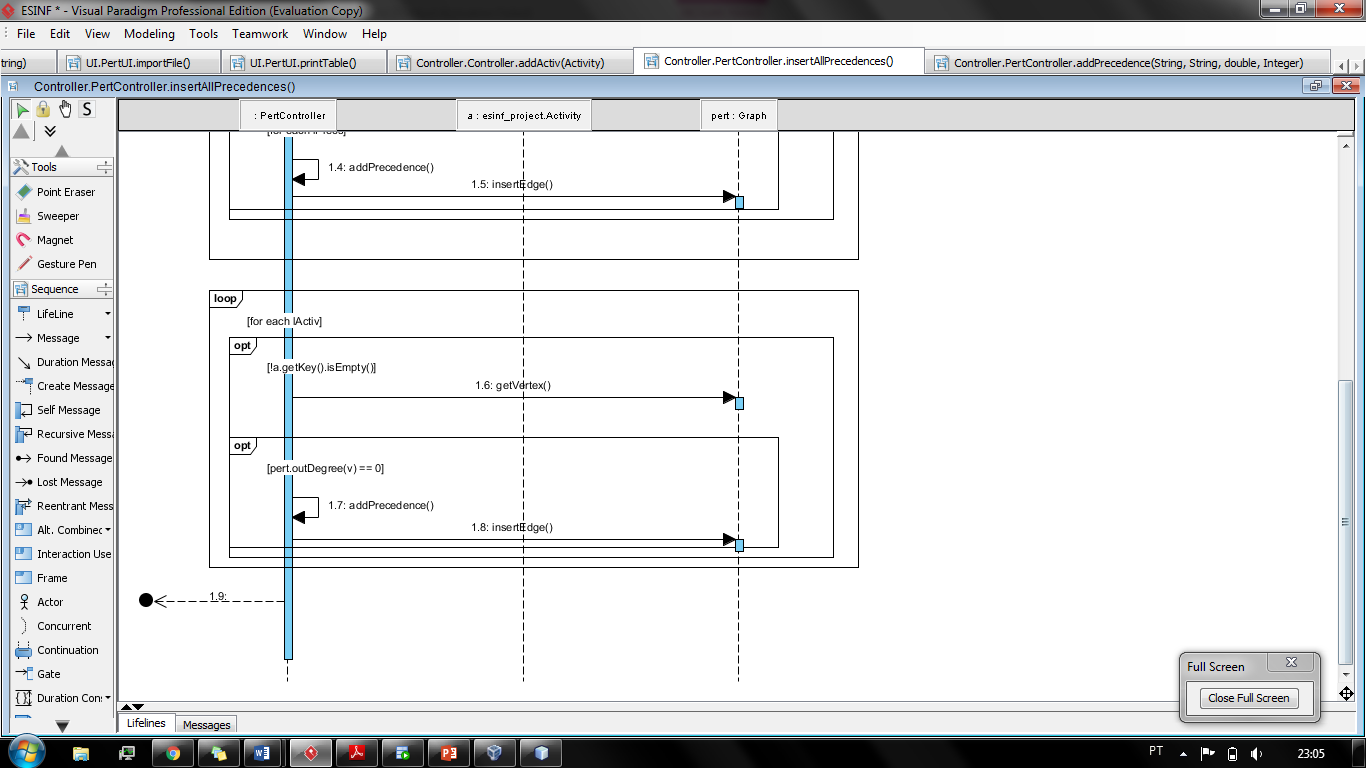 ESINF * - Visual Paradigm Professional Edition (Evaluation Copy)
File Edit View Modeling Tools Teamwork Window Help
tring) UI.PertUI.importFile() UI.PertUI.printTable() Controller.Controller.addActiv(Activity) Controller.PertController.insertAllPrecedences() Controller.PertController.addPrecedence(String, String, double, Integer)
Controller.PertController.insertAllPrecedences()
S
Tools
Point Eraser
Sweeper
Magnet
Gesture Pen
Sequence
LifeLine
Message
Duration Messa
Create Message
Self Message
Recursive Messa
Found Message
Lost Message
Reentrant Mess
Alt. Combined
Interaction Use
Frame
Actor
Concurrent
Continuation
Gate
Duration Cons
: PertController a : esinf_project.Activity pert : Graph
1.4: addPrecedence()
1.5: insertEdge()
loop
[for each lActiv]
opt
[!a.getKey().isEmpty()]
1.6: getVertex()
opt
[pert.outDegree(v) == 0]
1.7: addPrecedence()
1.8: insertEdge()
1.9:
Full Screen
Close Full Screen
Lifelines Messages
PT 23:05